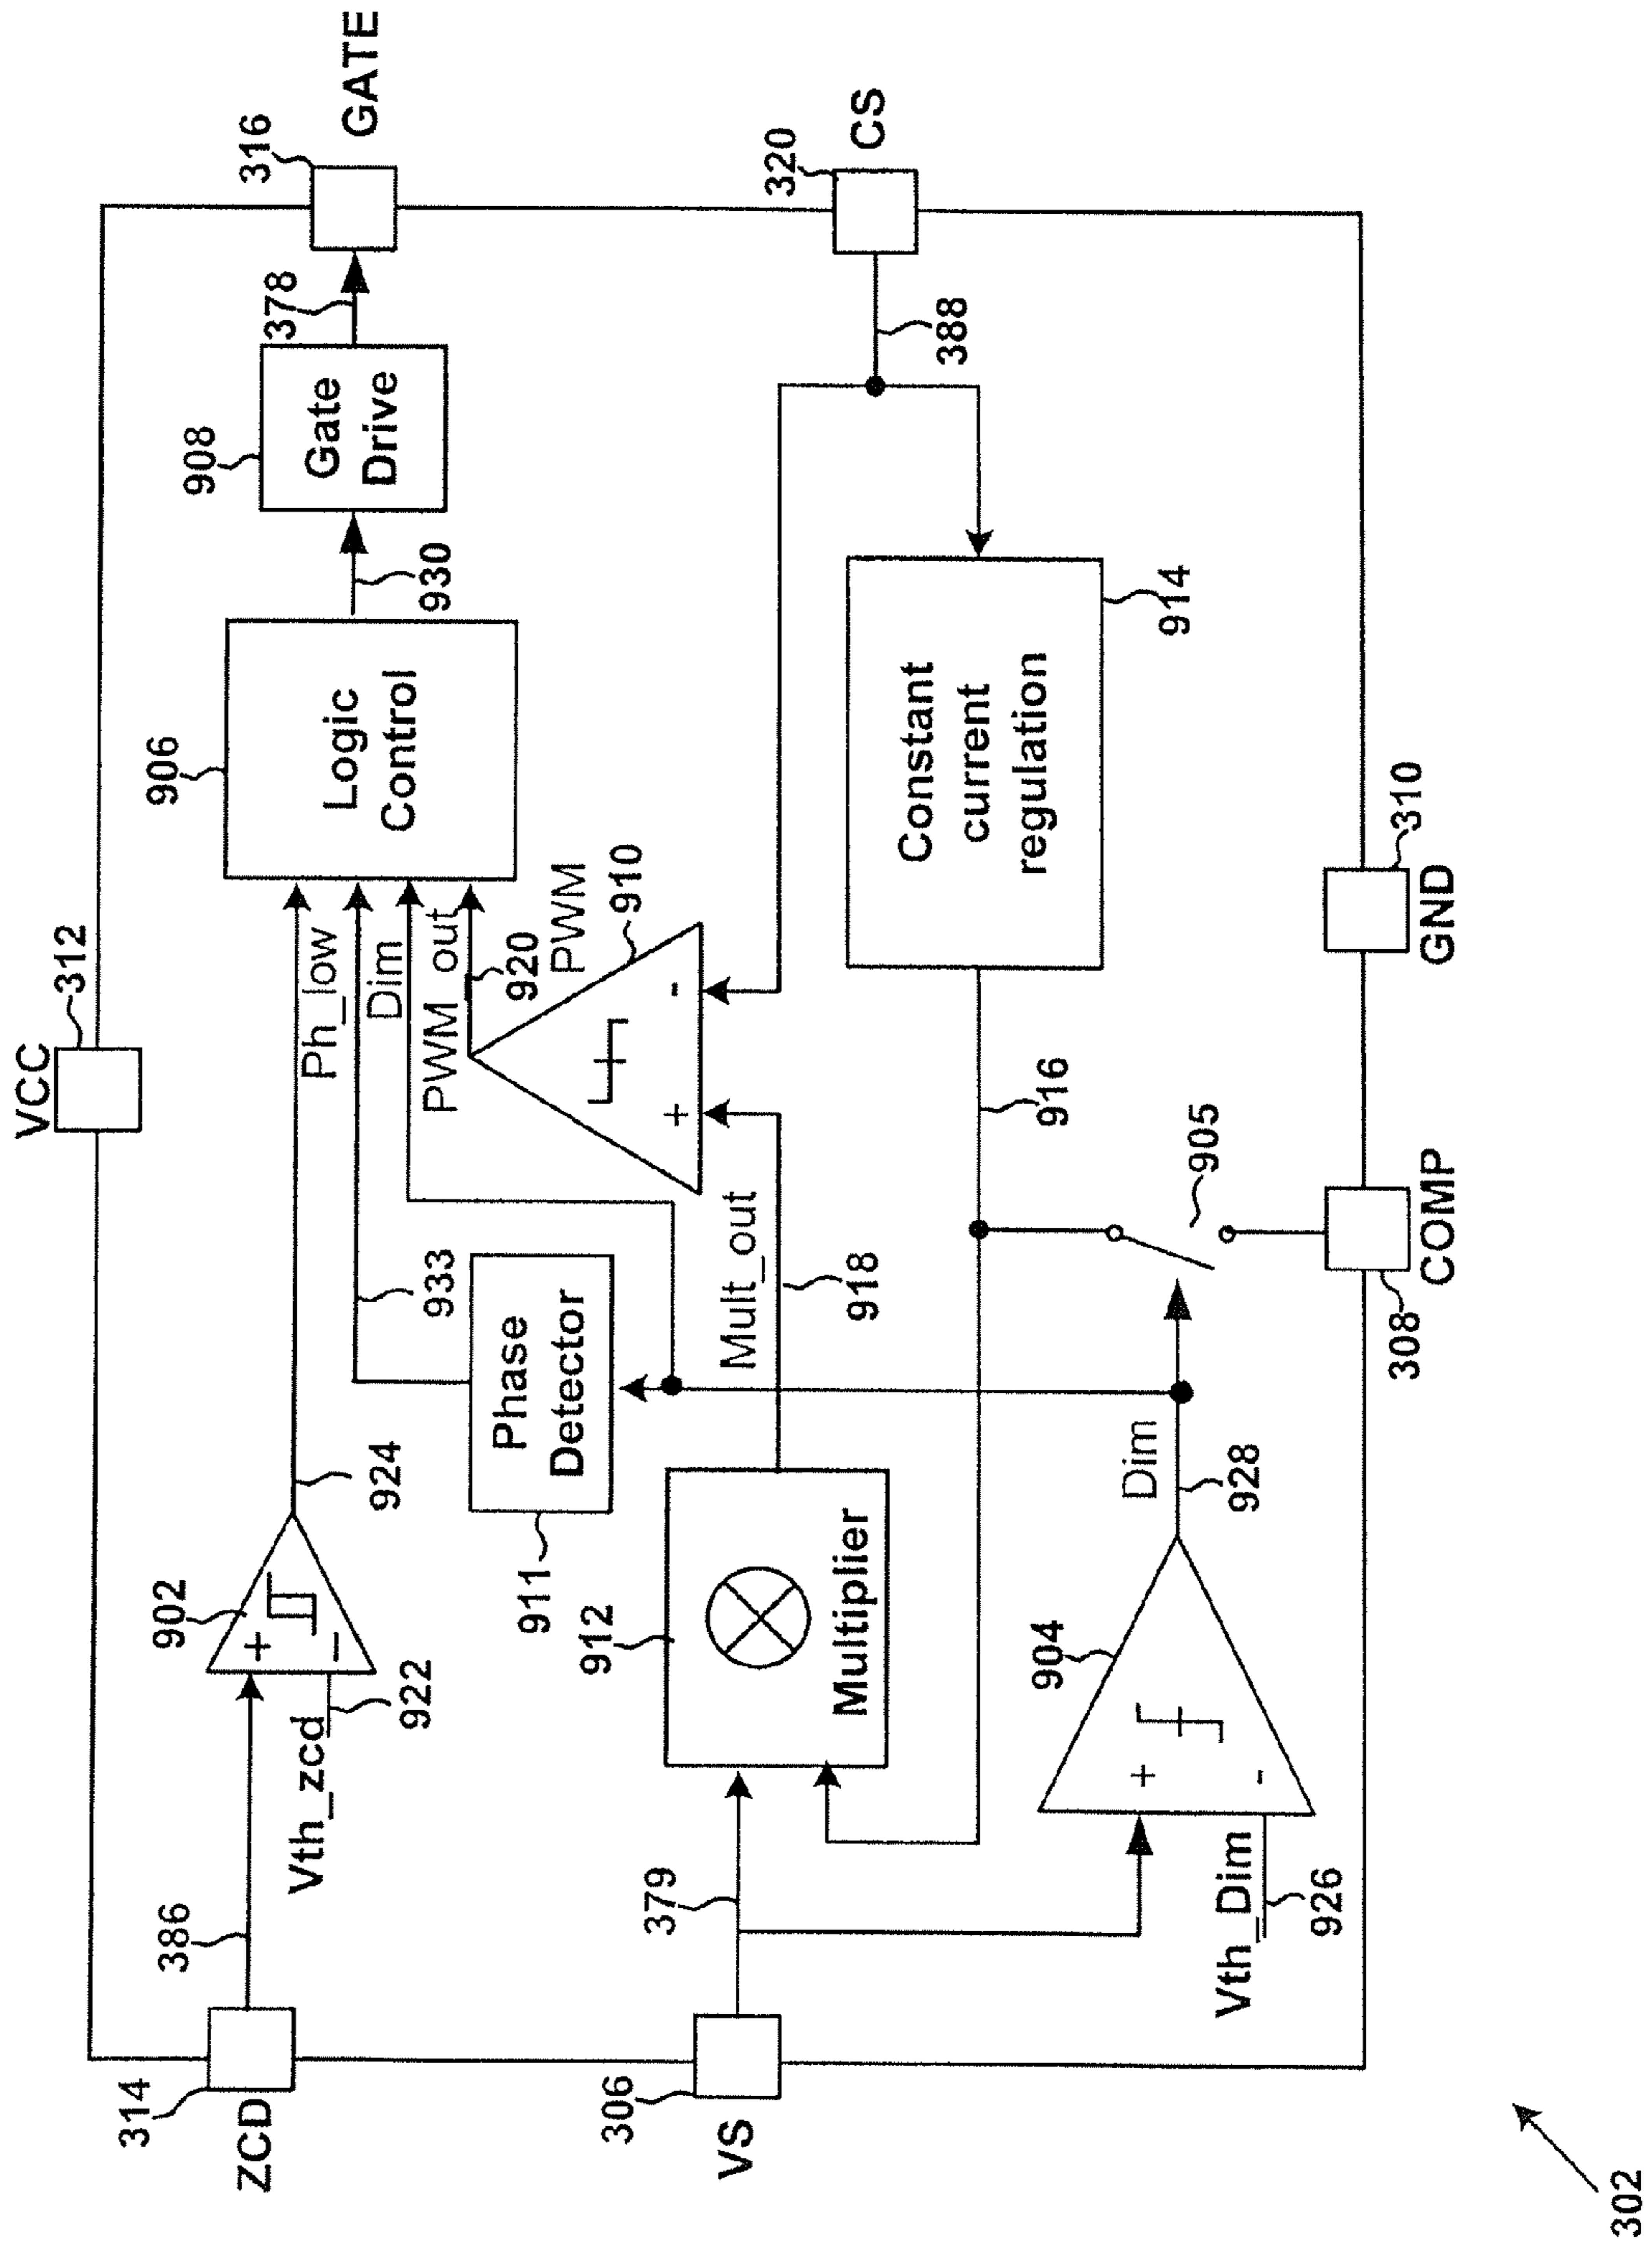 VCC
312
314
ZCD
386
Vth_zcd
922
902
+
−
924
Ph_low
933
Dim
PWM_out
920
PWM
910
+
-
906
Logic
Control
930
908
Gate
Drive
378
316
GATE
911
Phase
Detector
306
VS
379
912
Multiplier
Mult_out
918
320
CS
388
Constant
current
regulation
914
916
904
+
-
Vth_Dim
926
Dim
928
905
308
COMP
310
GND
302